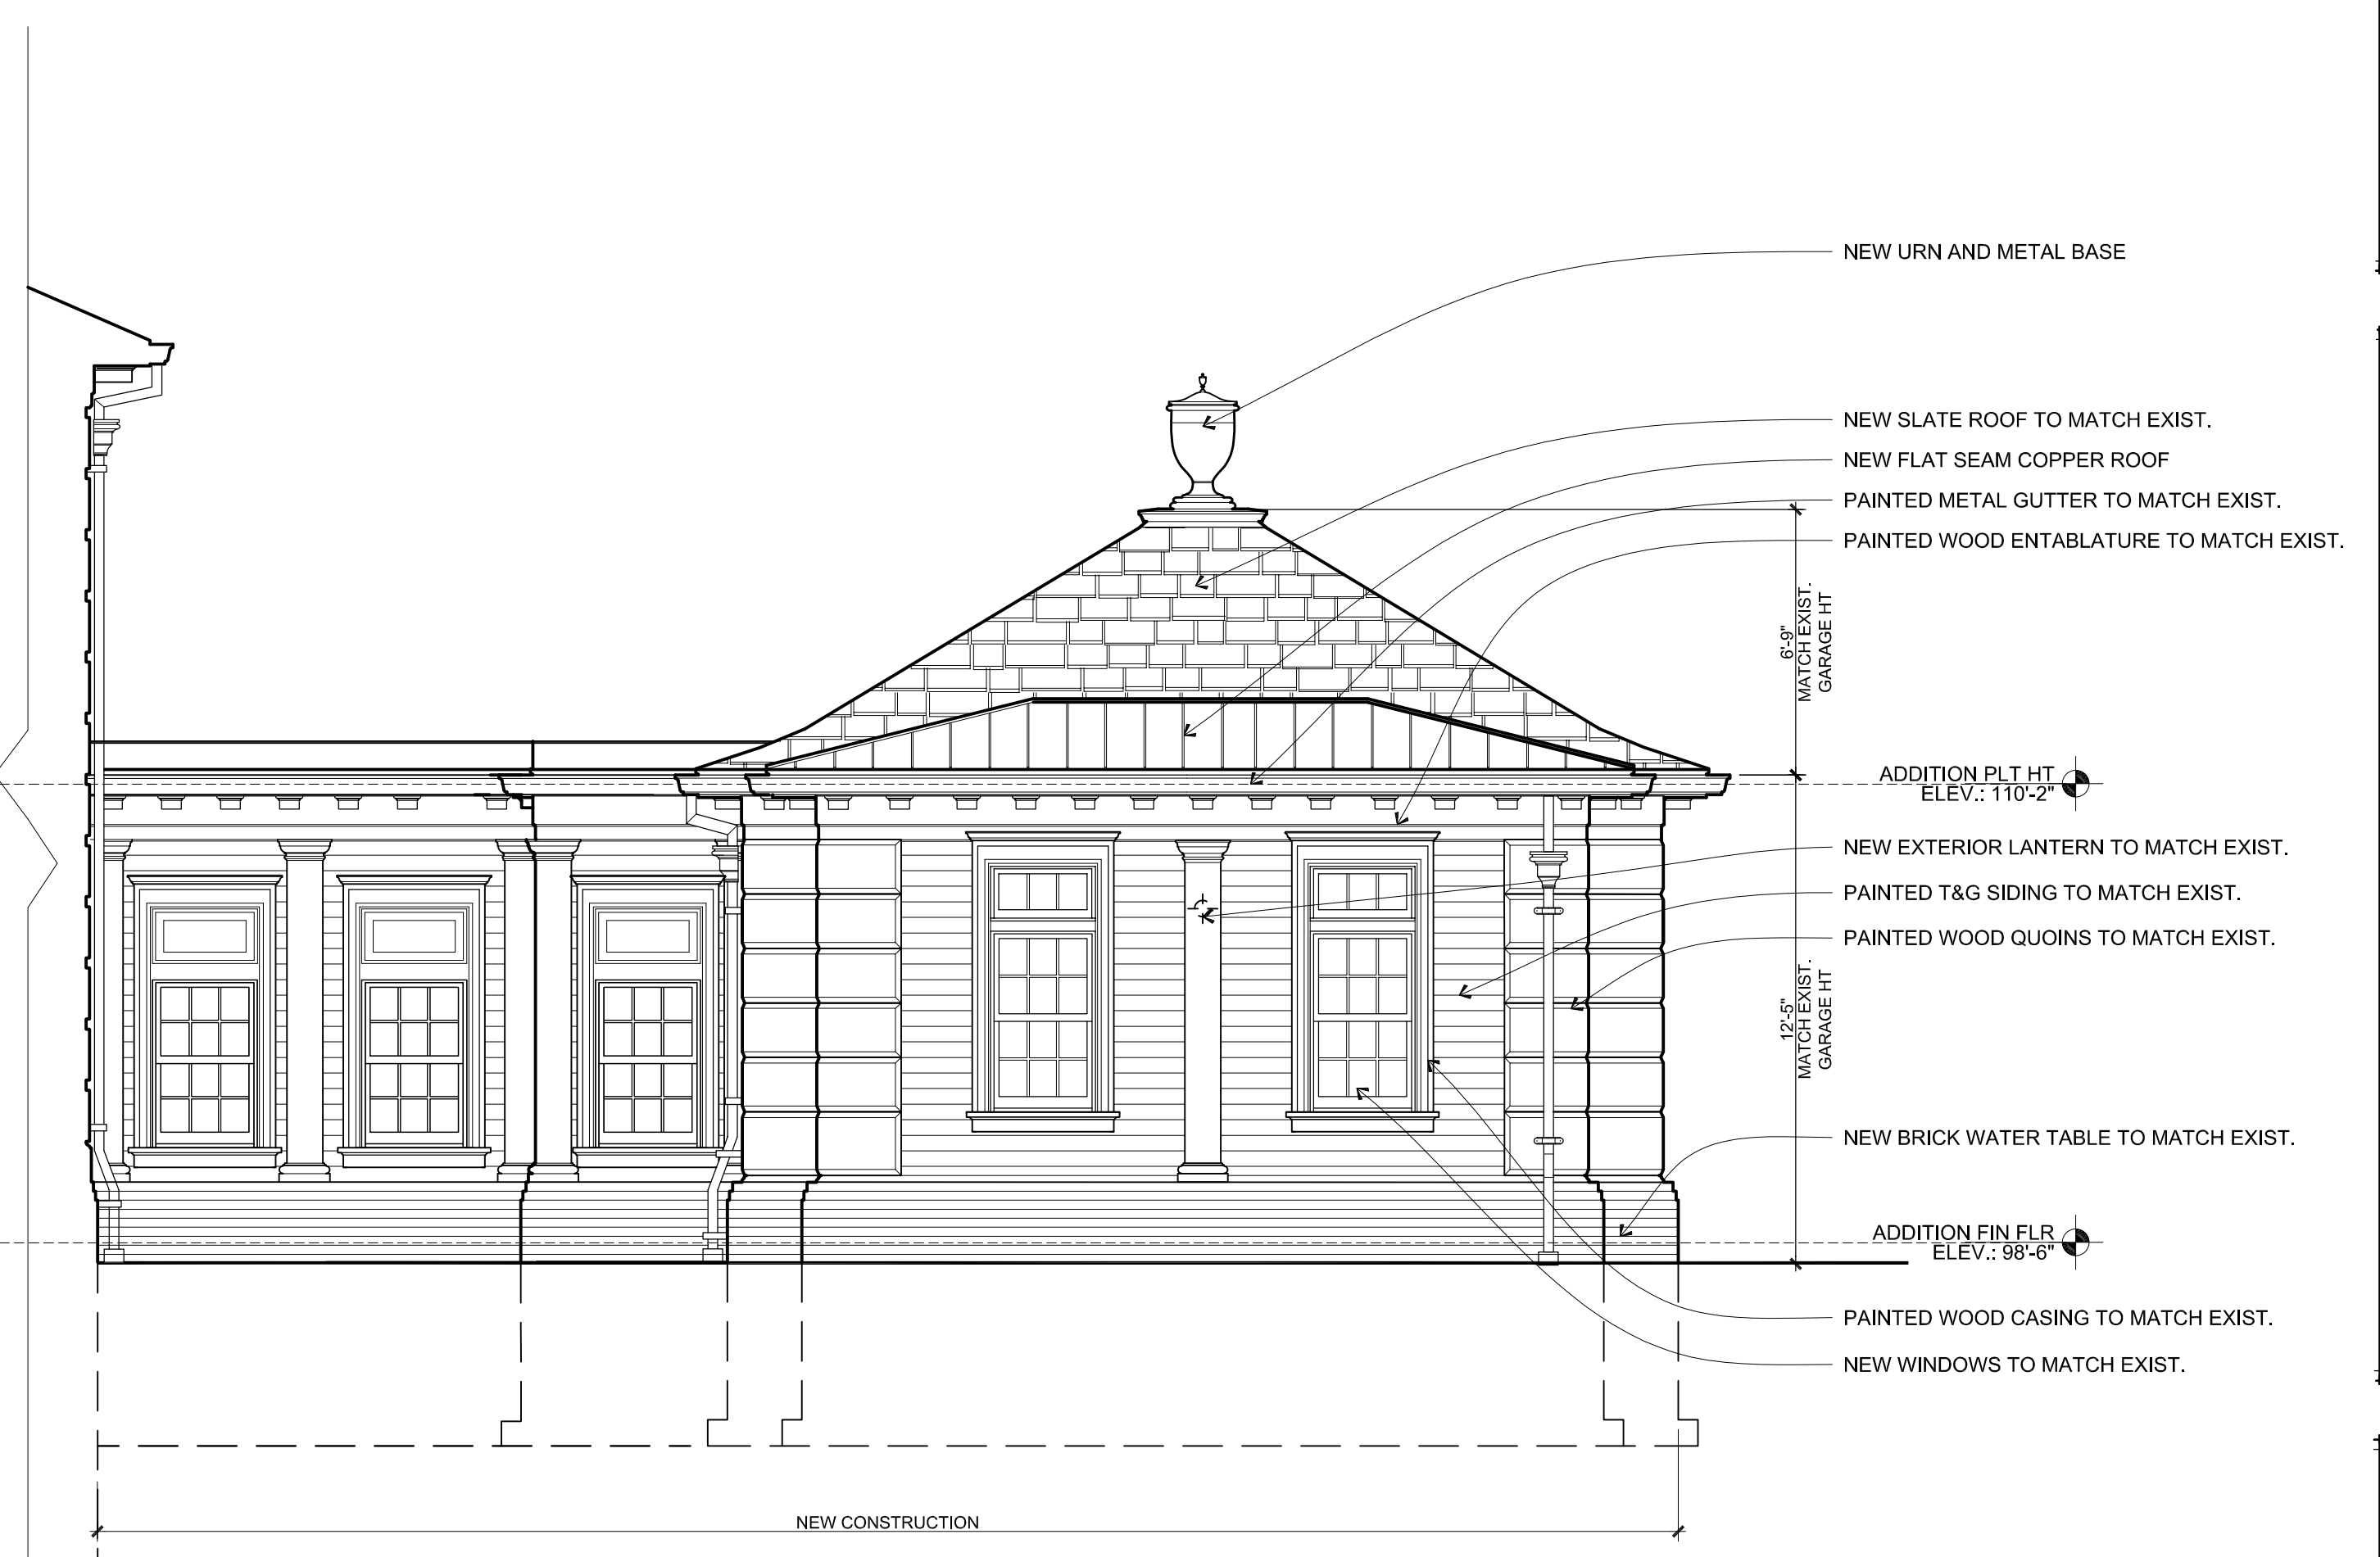 NEW URN AND METAL BASE
NEW SLATE ROOF TO MATCH EXIST.
NEW FLAT SEAM COPPER ROOF
PAINTED METAL GUTTER TO MATCH EXIST.
PAINTED WOOD ENTABLATURE TO MATCH EXIST.
6'-9"
MATCH EXIST.
GARAGE HT
ADDITION PLT HT
ELEV.: 110'-2"
NEW EXTERIOR LANTERN TO MATCH EXIST.
PAINTED T&G SIDING TO MATCH EXIST.
PAINTED WOOD QUOINS TO MATCH EXIST.
12'-5"
MATCH EXIST.
GARAGE HT
NEW BRICK WATER TABLE TO MATCH EXIST.
ADDITION FIN FLR
ELEV.: 98'-6"
PAINTED WOOD CASING TO MATCH EXIST.
NEW WINDOWS TO MATCH EXIST.
NEW CONSTRUCTION